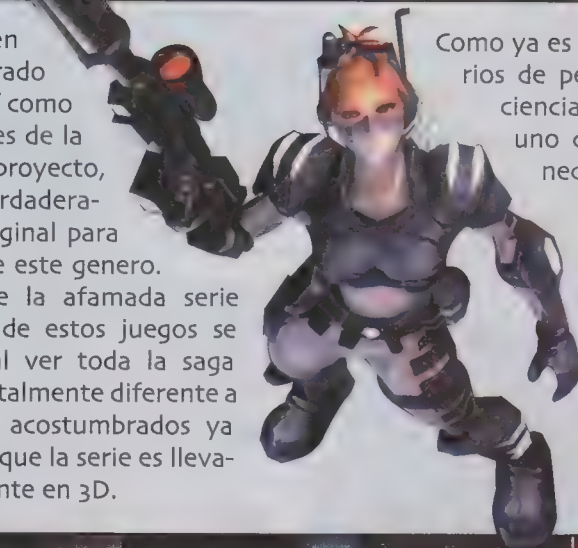 en
rado
como
es de la
proyecto,
rdadera-
ginal para
e este genero.
e la afamada serie
de estos juegos se
l ver toda la saga
talmente diferente a
acostumbrados ya
que la serie es lleva-
nte en 3D.
Como ya es
rios de pe
ciencia
uno
nec